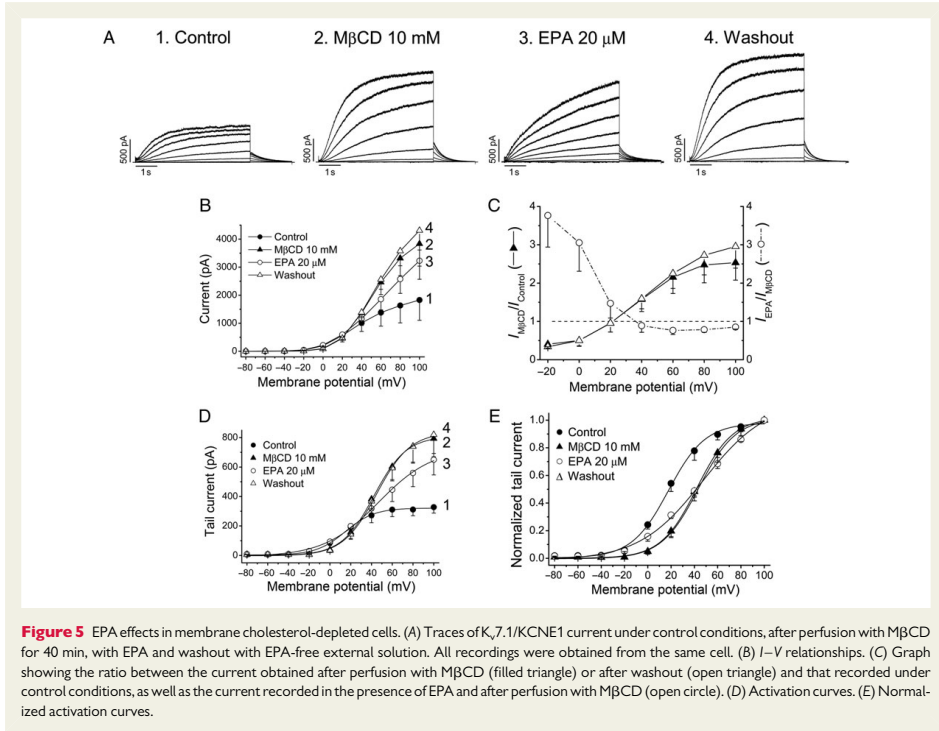 A 1. Control 2. MβCD 10 mM 3. EPA 20 μM 4. Washout
500 pA 500 pA 500 pA 500 pA
1s 1s 1s 1s
B
4000
3000
2000
1000
0
Current (pA)
Control
MβCD 10 mM
EPA 20 μM
Washout
4
2
3
1
−80 −60 −40 −20 0 20 40 60 80 100
Membrane potential (mV)
C
4
3
2
1
0
IMβCD/IControl (—▲—)
4
3
2
1
0
IEPA/IMβCD (---○---)
−20 0 20 40 60 80 100
Membrane potential (mV)
D
800
600
400
200
0
Tail current (pA)
Control
MβCD 10 mM
EPA 20 μM
Washout
4
2
3
1
−80 −60 −40 −20 0 20 40 60 80 100
Membrane potential (mV)
E
1.0
0.8
0.6
0.4
0.2
0.0
Normalized tail current
Control
MβCD 10 mM
EPA 20 μM
Washout
−80 −60 −40 −20 0 20 40 60 80 100
Membrane potential (mV)
Figure 5 EPA effects in membrane cholesterol-depleted cells. (A) Traces of Kv7.1/KCNE1 current under control conditions, after perfusion with MβCD
for 40 min, with EPA and washout with EPA-free external solution. All recordings were obtained from the same cell. (B) I–V relationships. (C) Graph
showing the ratio between the current obtained after perfusion with MβCD (filled triangle) or after washout (open triangle) and that recorded under
control conditions, as well as the current recorded in the presence of EPA and after perfusion with MβCD (open circle). (D) Activation curves. (E) Normal-
ized activation curves.